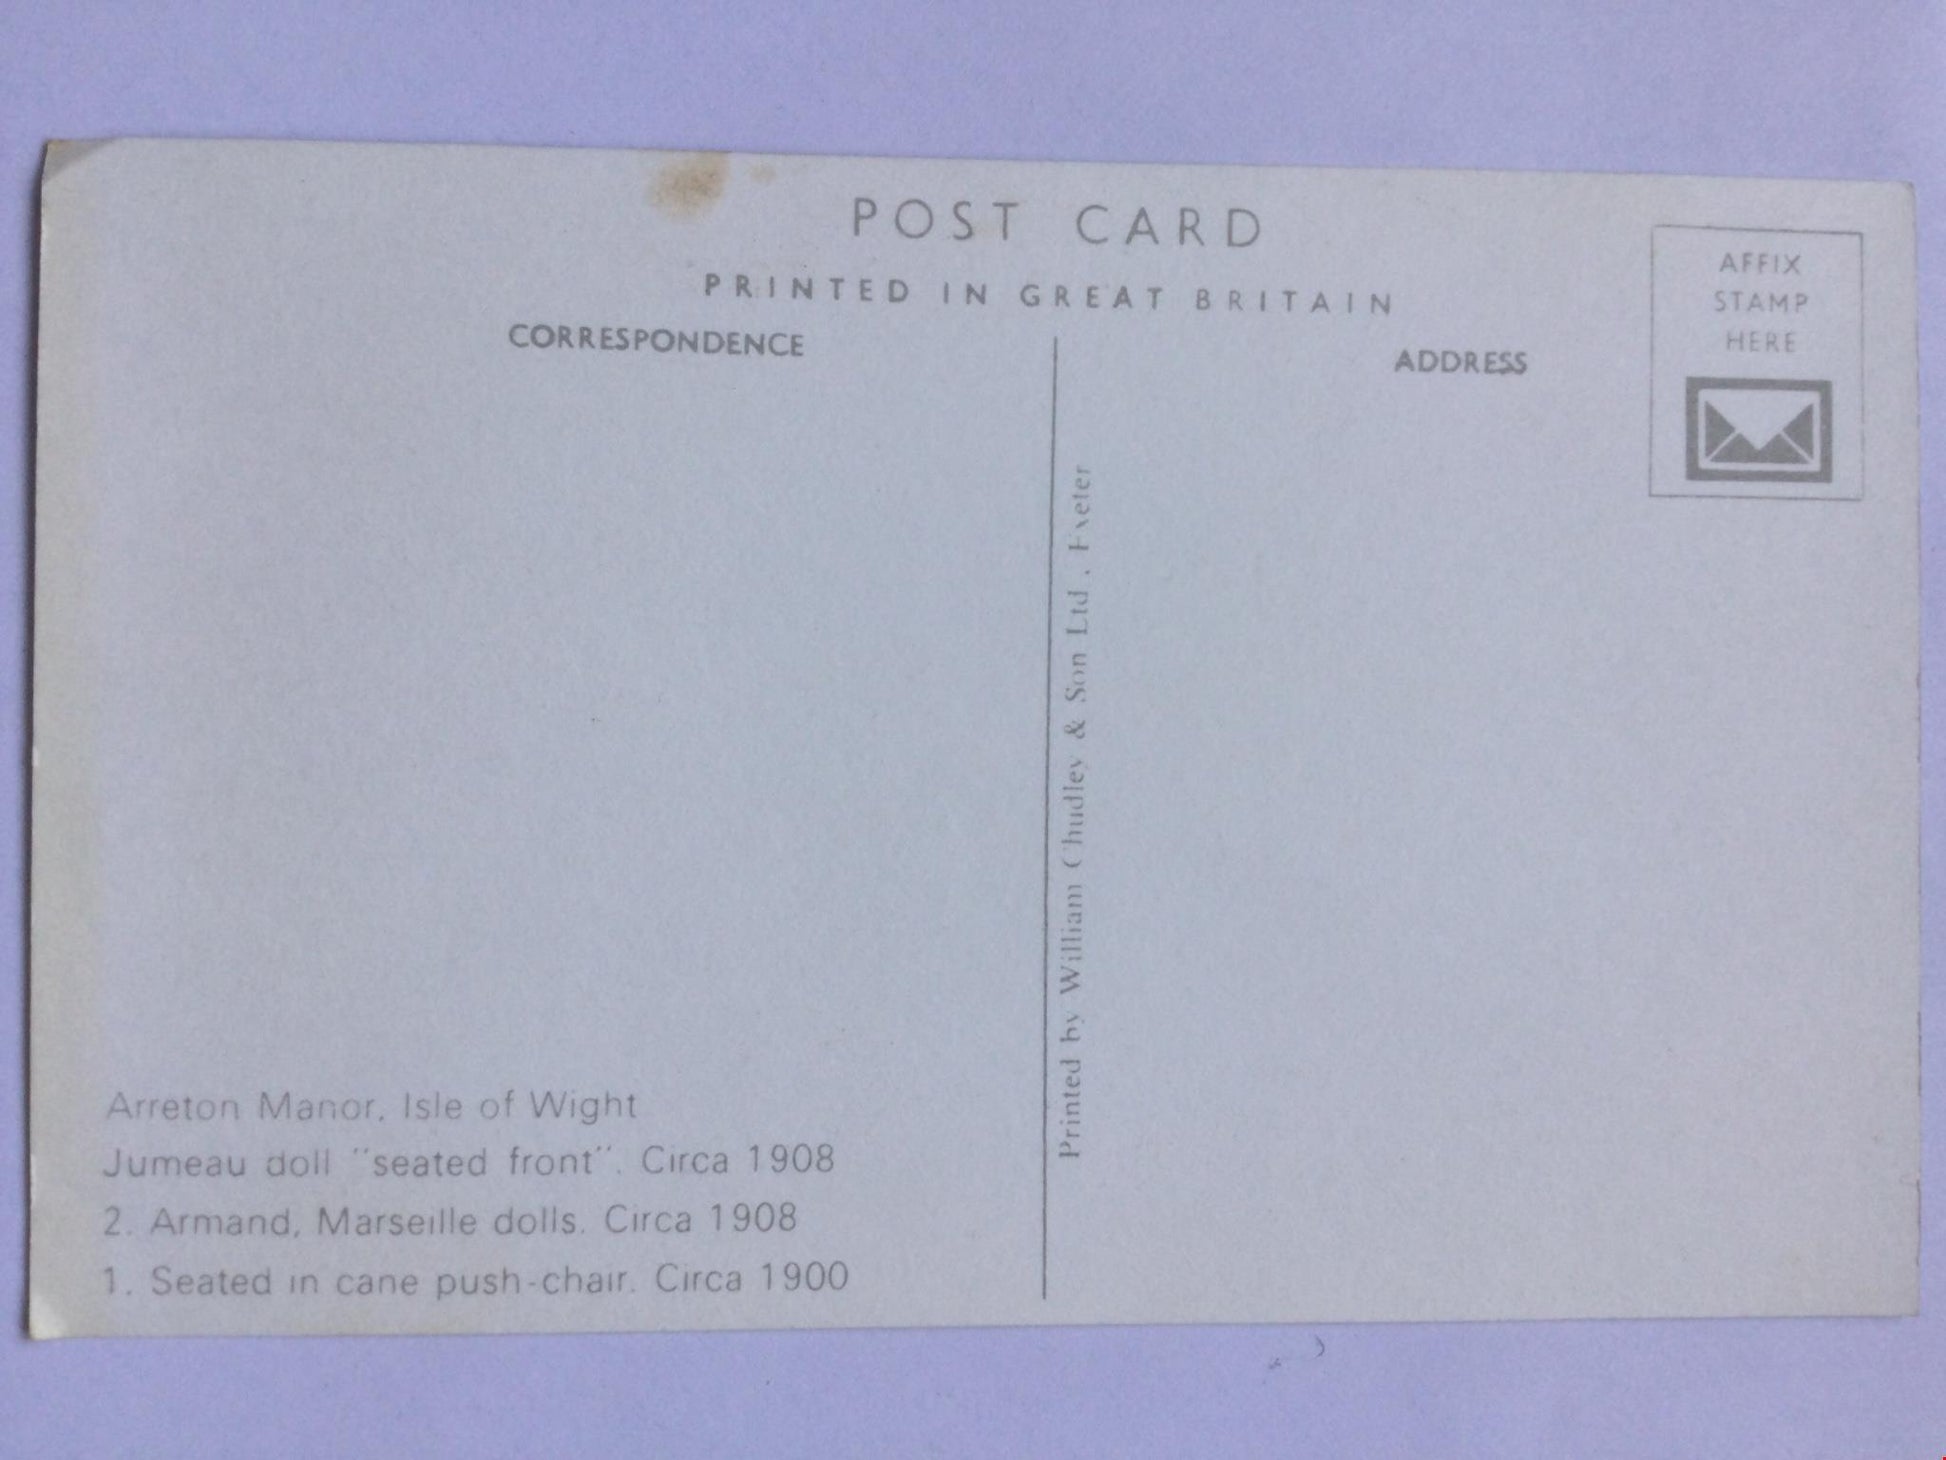 POST CARD
PRINTED IN GREAT BRITAIN
CORRESPONDENCE
ADDRESS
AFFIX
STAMP
HERE
Printed by William Chudley & Son Ltd., Exeter
Arreton Manor, Isle of Wight
Jumeau doll "seated front". Circa 1908
2. Armand, Marseille dolls. Circa 1908
1. Seated in cane push-chair. Circa 1900